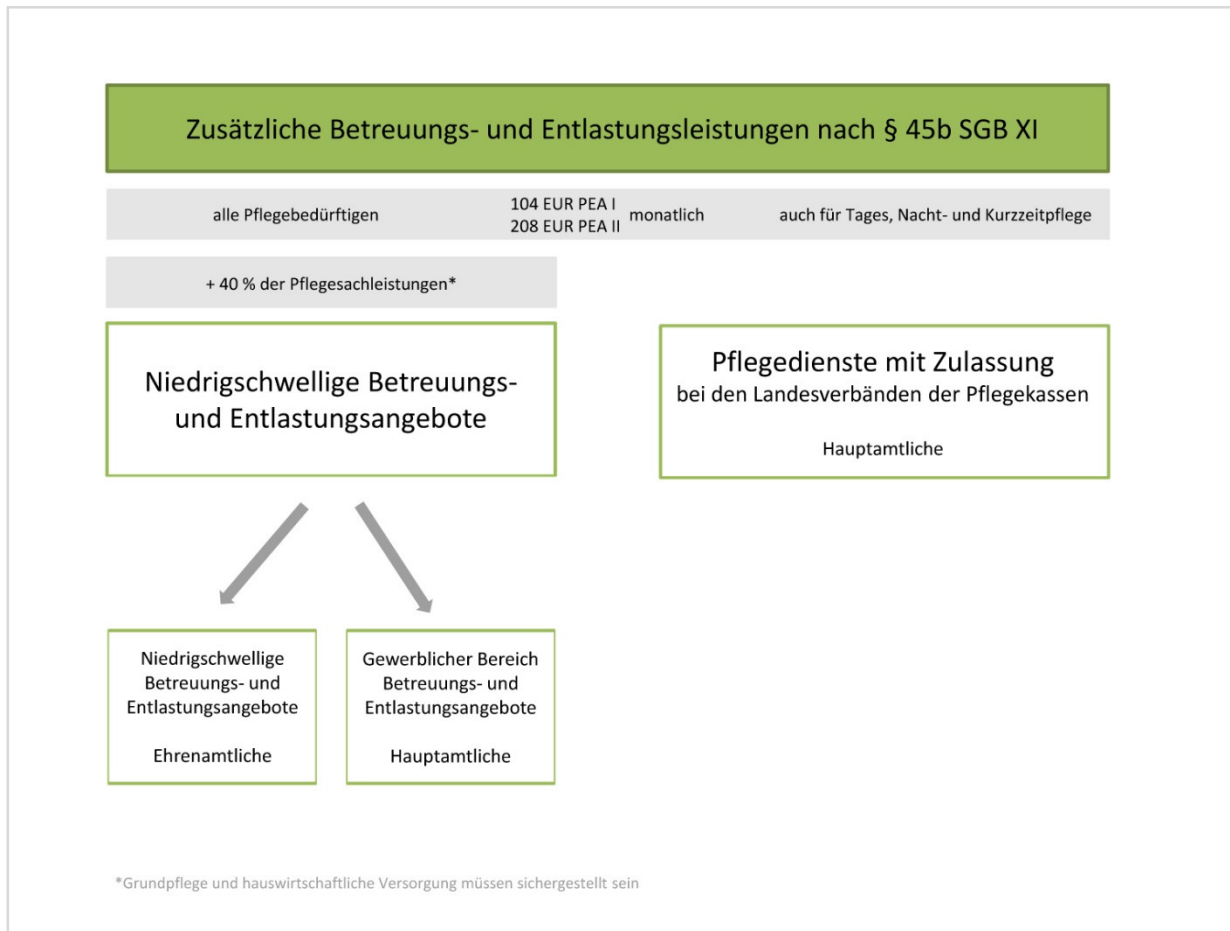 Zusätzliche Betreuungs- und Entlastungsleistungen nach § 45b SGB XI
alle Pflegebedürftigen
104 EUR PEA I
208 EUR PEA II
monatlich
auch für Tages, Nacht- und Kurzzeitpflege
+ 40 % der Pflegesachleistungen*
Niedrigschwellige Betreuungs-
und Entlastungsangebote
Pflegedienste mit Zulassung
bei den Landesverbänden der Pflegekassen
Hauptamtliche
Niedrigschwellige
Betreuungs- und
Entlastungsangebote
Ehrenamtliche
Gewerblicher Bereich
Betreuungs- und
Entlastungsangebote
Hauptamtliche
*Grundpflege und hauswirtschaftliche Versorgung müssen sichergestellt sein